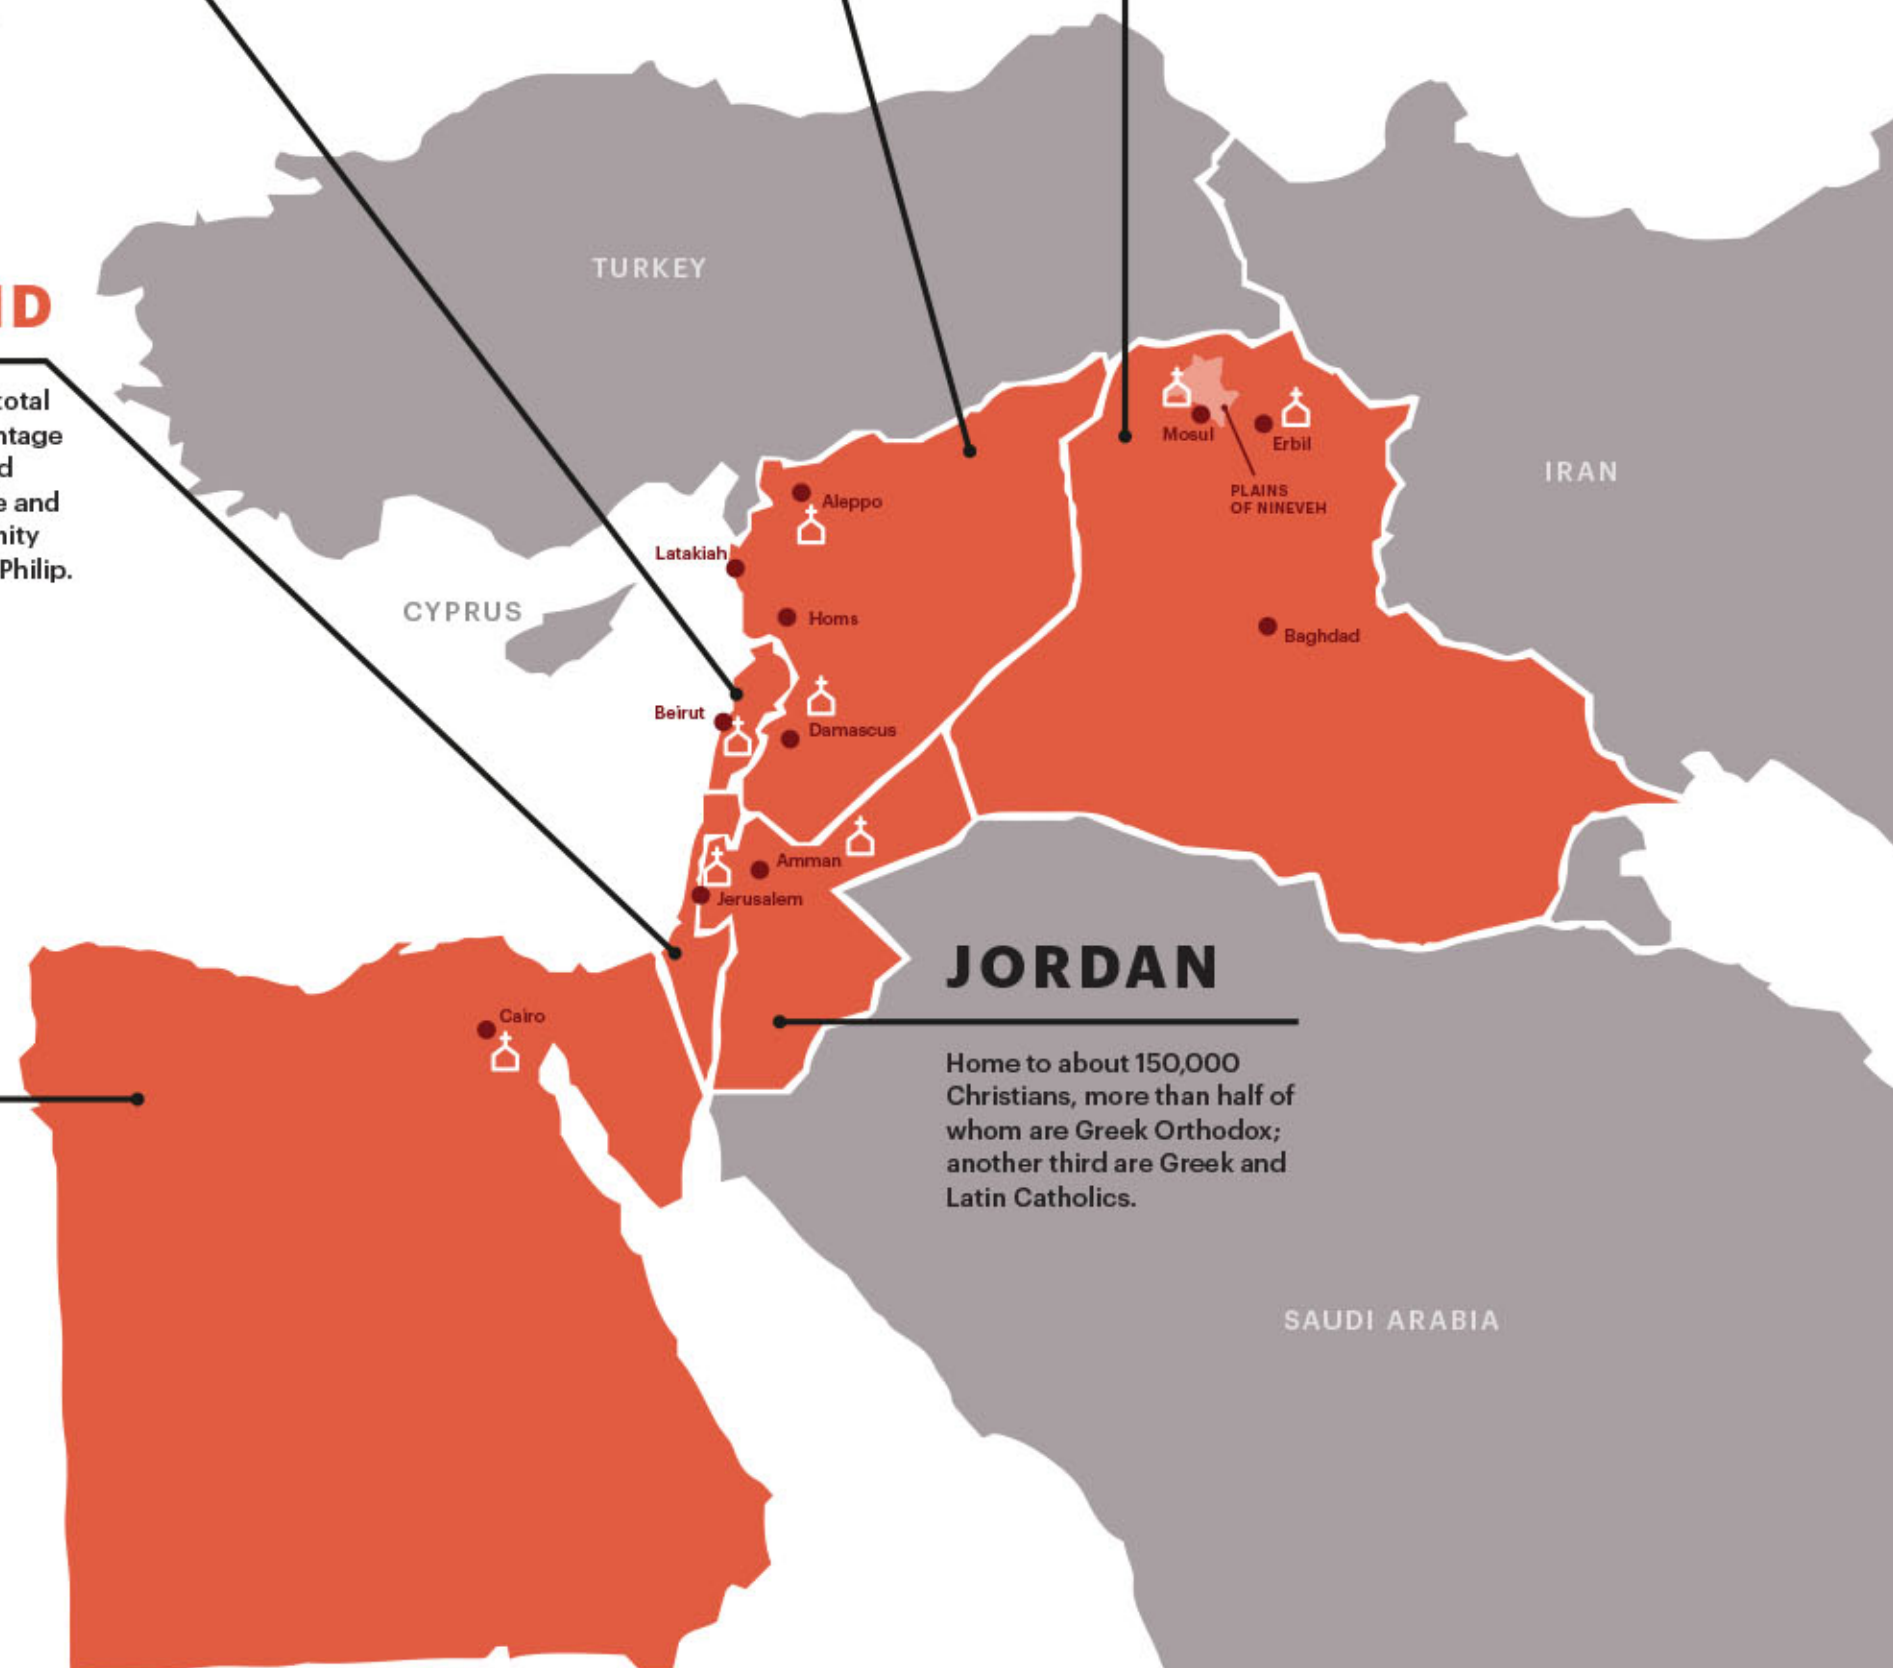 TURKEY
ND
total
ntage
d
e and
nity
Philip.
Mosul
Erbil
PLAINS
OF NINEVEH
IRAN
Aleppo
Latakiah
CYPRUS
Homs
Baghdad
Beirut
Damascus
Amman
Jerusalem
JORDAN
Cairo
Home to about 150,000
Christians, more than half of
whom are Greek Orthodox;
another third are Greek and
Latin Catholics.
SAUDI ARABIA